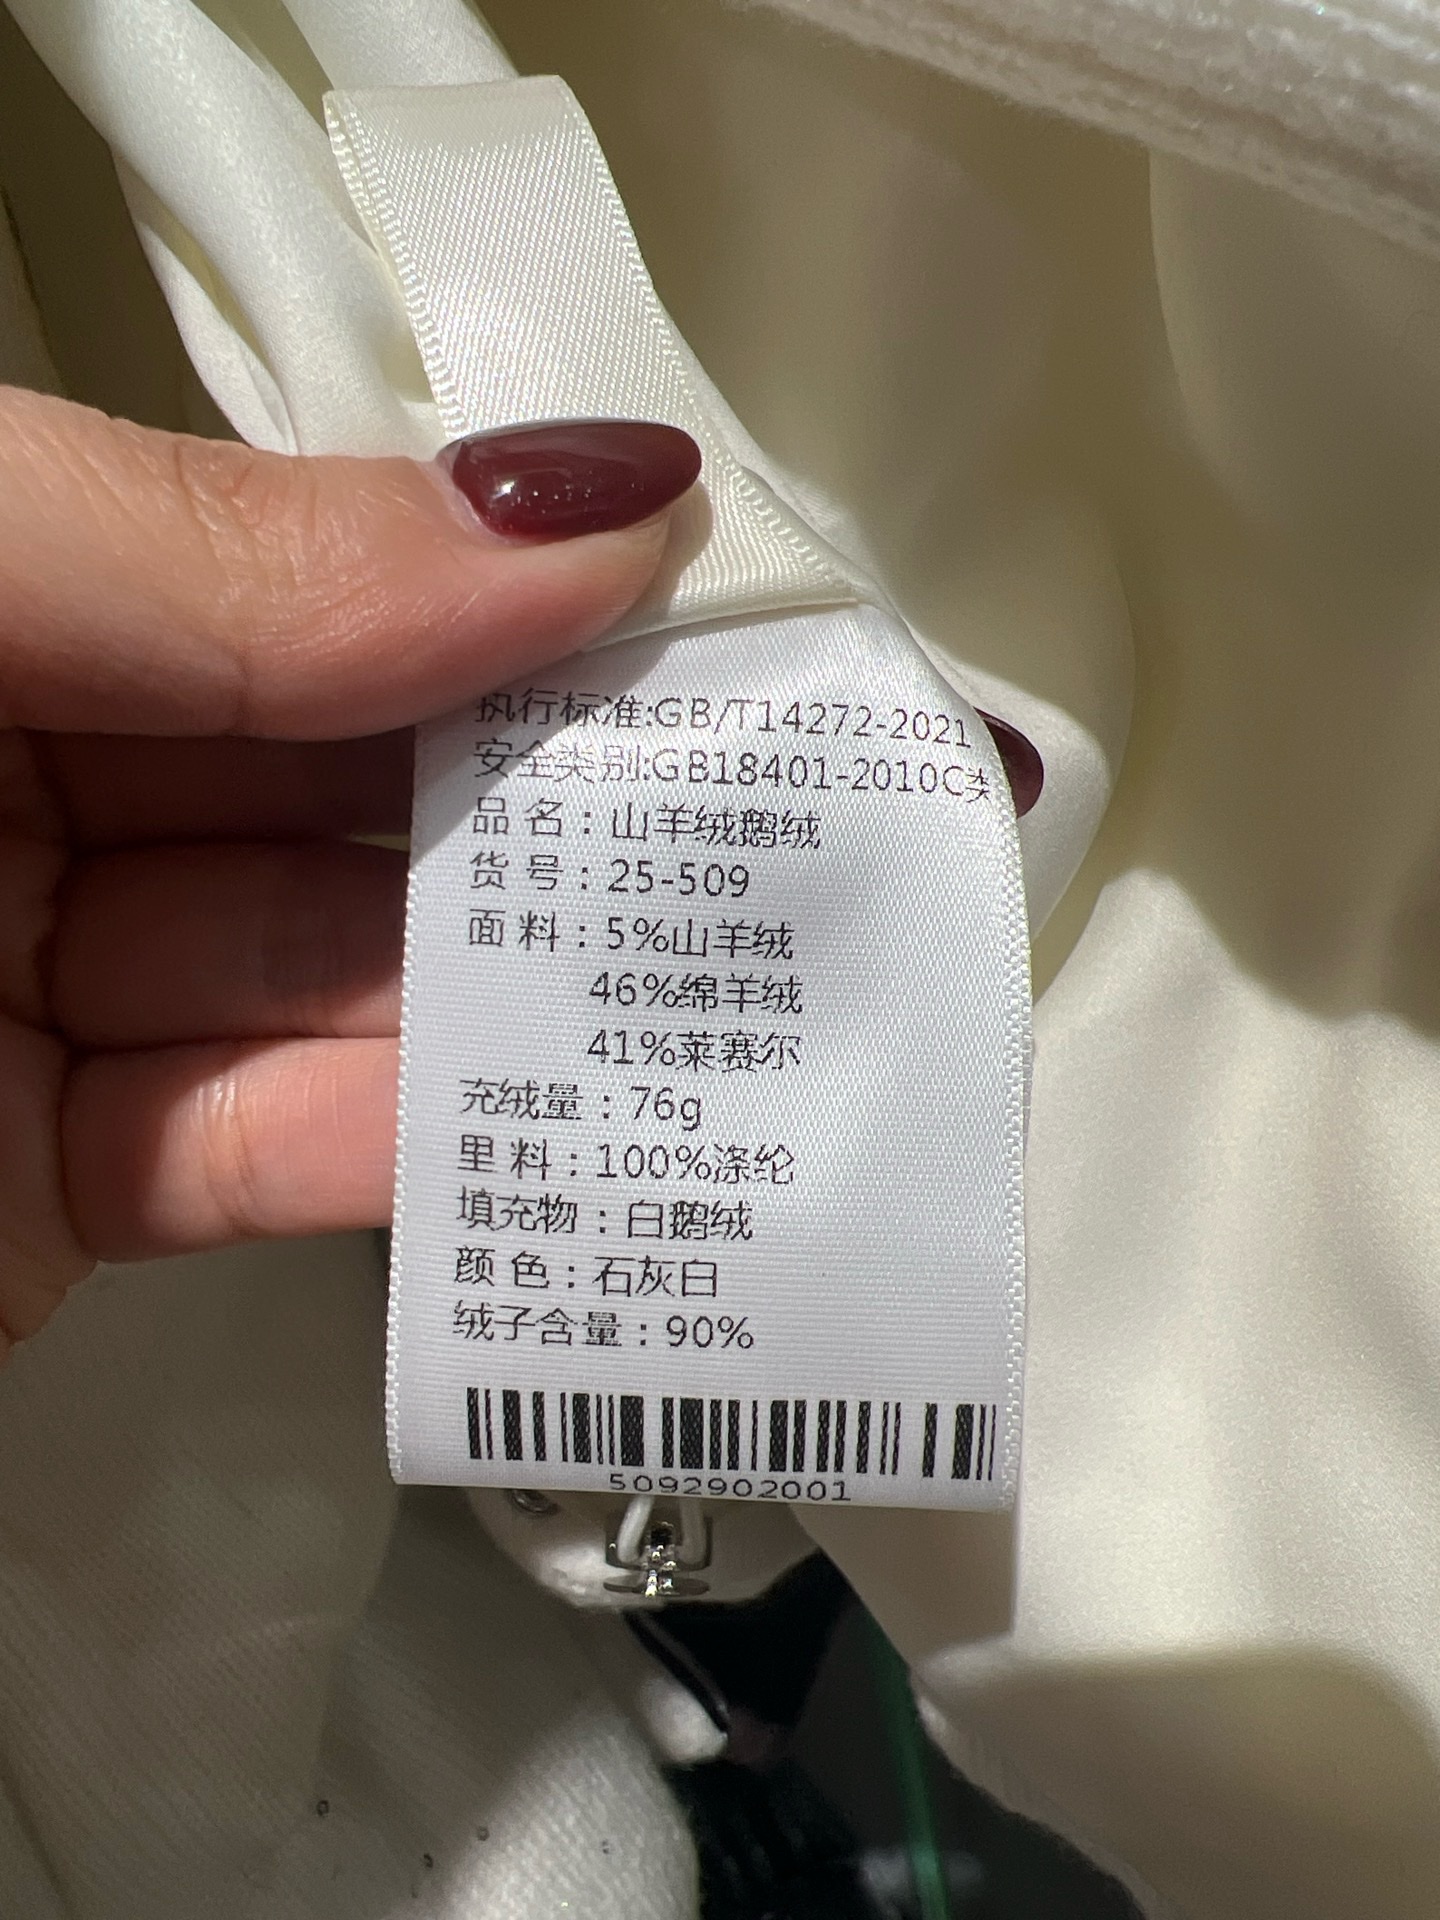 执行标准:GB/T14272-2021
安全类别:GB18401-2010C类
品 名：山羊绒鹅绒
货 号：25-509
面 料：5%山羊绒
46%绵羊绒
41%莱赛尔
充绒量：76g
里 料：100%涤纶
填充物：白鹅绒
颜 色：石灰白
绒子含量：90%
5092902001